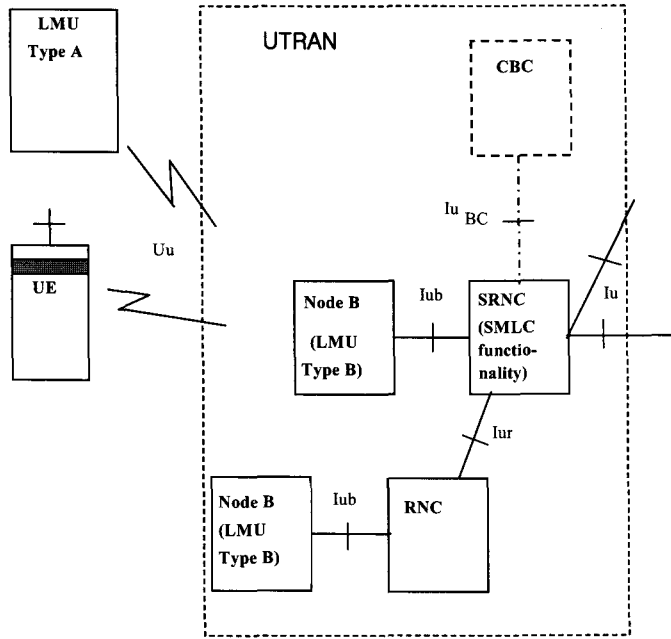 LMU
Type A
UTRAN
CBC
Iu
BC
Uu
UE
Node B
(LMU
Type B)
Iub
SRNC
(SMLC
functio-
nality)
Iu
Iur
Node B
(LMU
Type B)
Iub
RNC